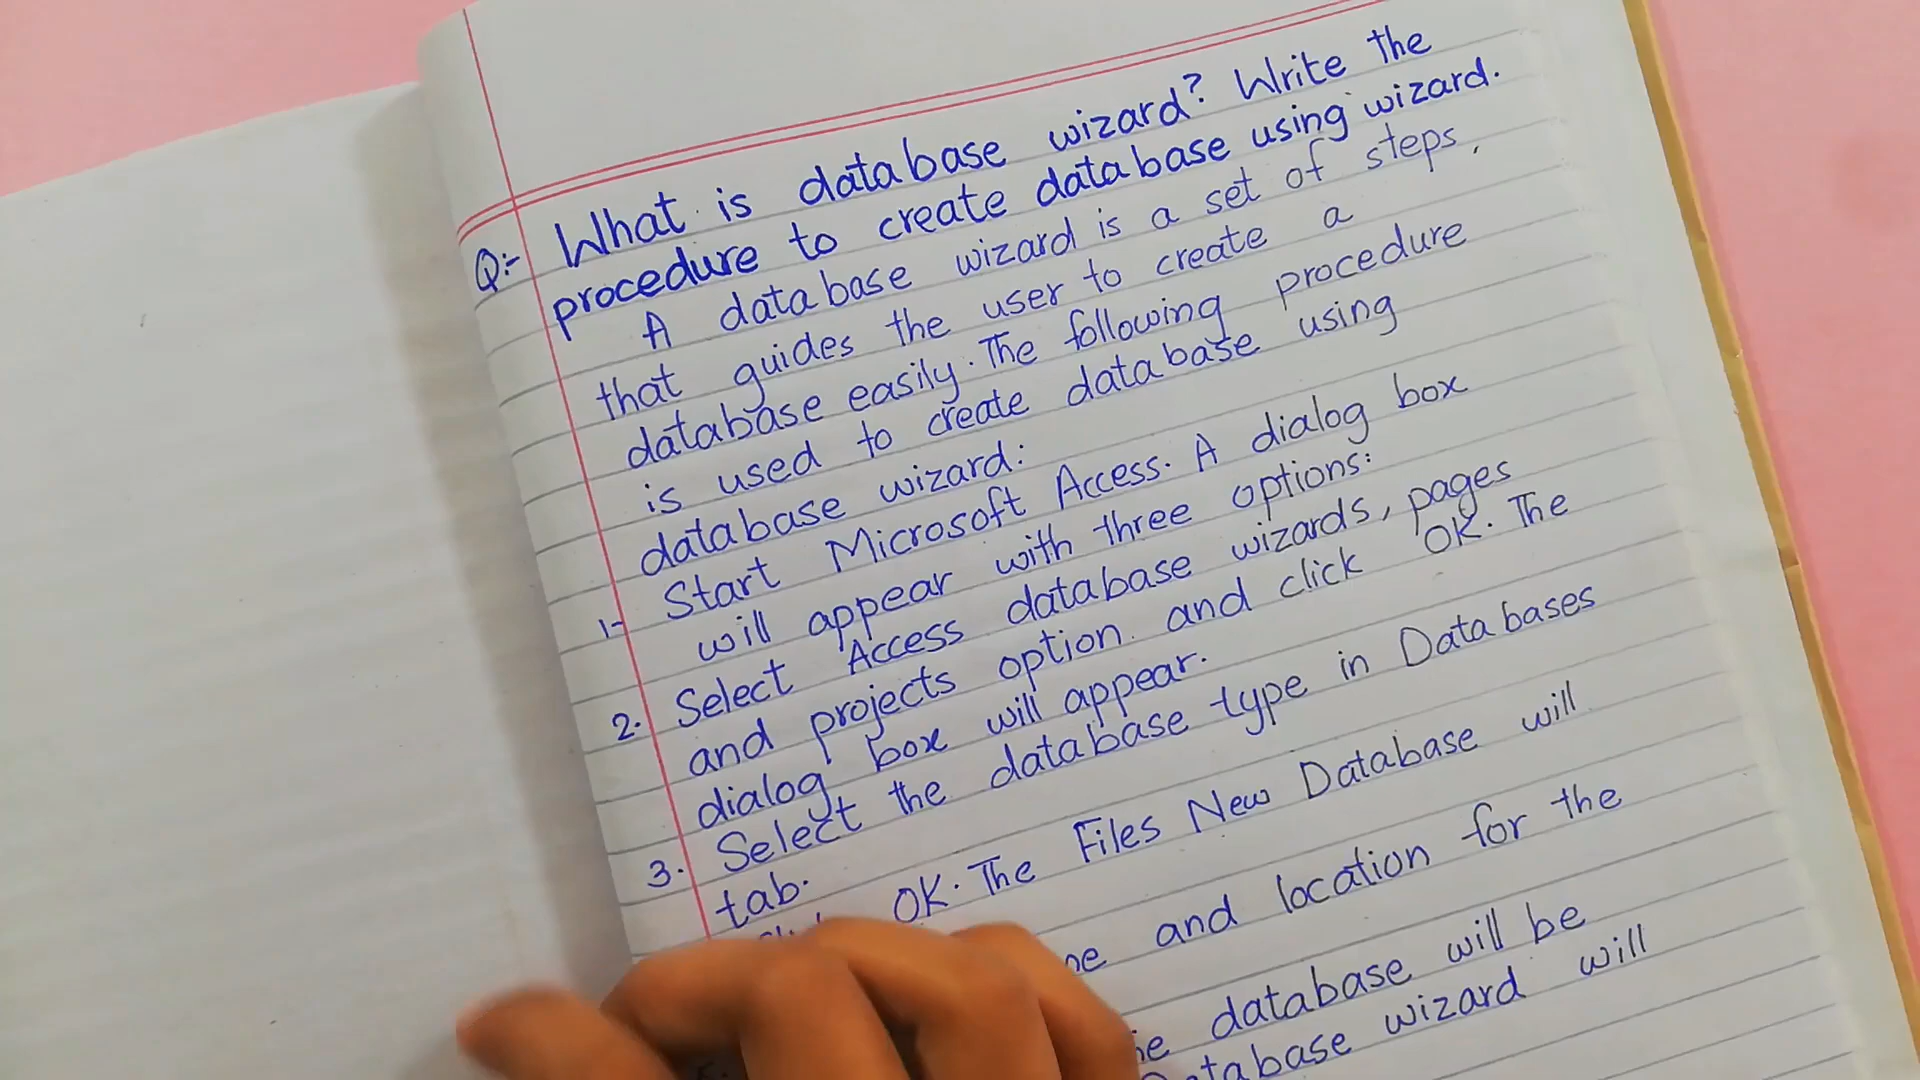 Q:- What is database wizard? Write the
procedure to create database using wizard.
A database wizard is a set of steps,
that guides the user to create a
database easily. The following procedure
is used to create database using
database wizard:
1- Start Microsoft Access. A dialog box
will appear with three options:
2. Select Access database wizards, pages
and projects option and click OK. The
dialog box will appear.
3. Select the database type in Databases
tab.
OK. The Files New Database will
and location for the
database will be
wizard will